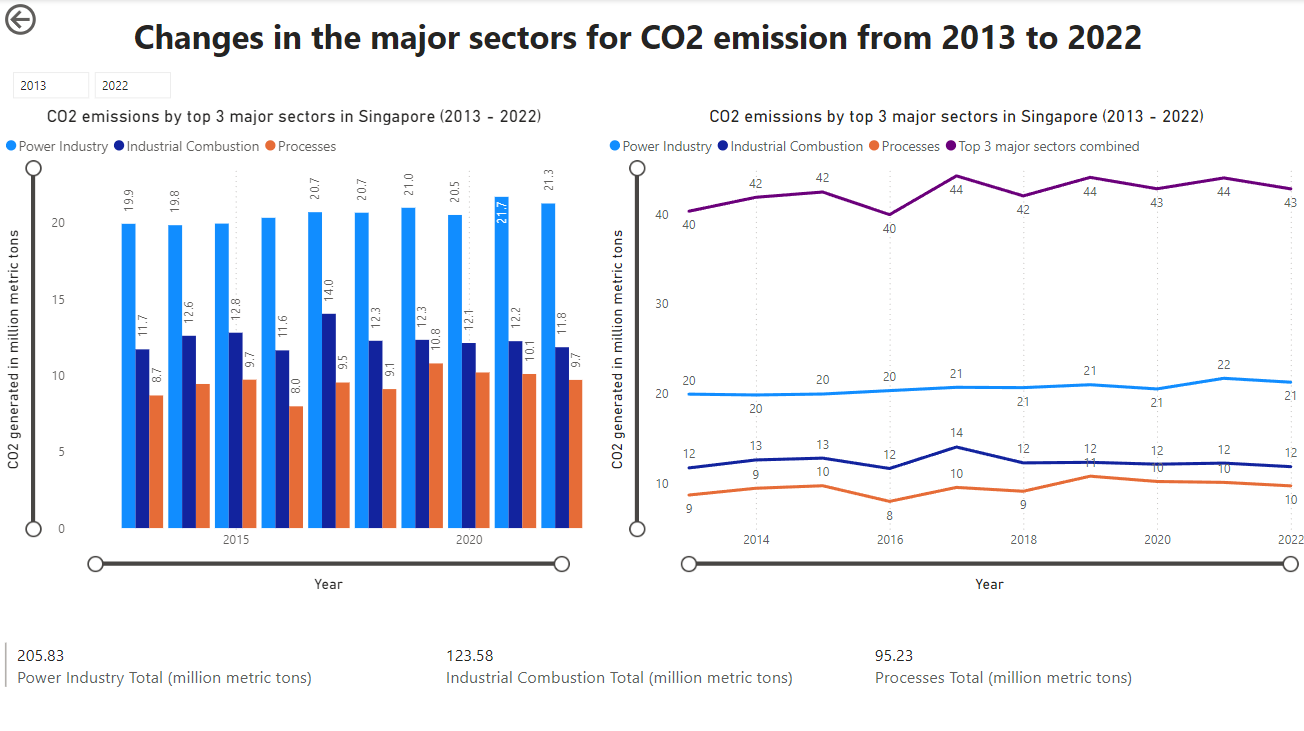 Changes in the major sectors for CO2 emission from 2013 to 2022
2013 2022
CO2 emissions by top 3 major sectors in Singapore (2013 - 2022)
Power Industry Industrial Combustion Processes
CO2 generated in million metric tons
20
15
10
5
0
19.9 19.8 20.7 20.7 21.0 20.5 21.7 21.3
11.7 12.6 12.8 11.6 14.0 12.3 12.3 12.1 12.2 11.8
8.7 9.7 8.0 9.5 9.1 10.8 10.1 9.7
2015 2020
Year
CO2 emissions by top 3 major sectors in Singapore (2013 - 2022)
Power Industry Industrial Combustion Processes Top 3 major sectors combined
CO2 generated in million metric tons
40
30
20
10
40 42 42 40 44 42 44 43 44 43
20 20 20 20 21 21 21 21 22 21
12 13 13 12 14 12 12 12 12 12
9 9 10 8 10 9 11 10 10 10
2014 2016 2018 2020 2022
Year
205.83
Power Industry Total (million metric tons)
123.58
Industrial Combustion Total (million metric tons)
95.23
Processes Total (million metric tons)